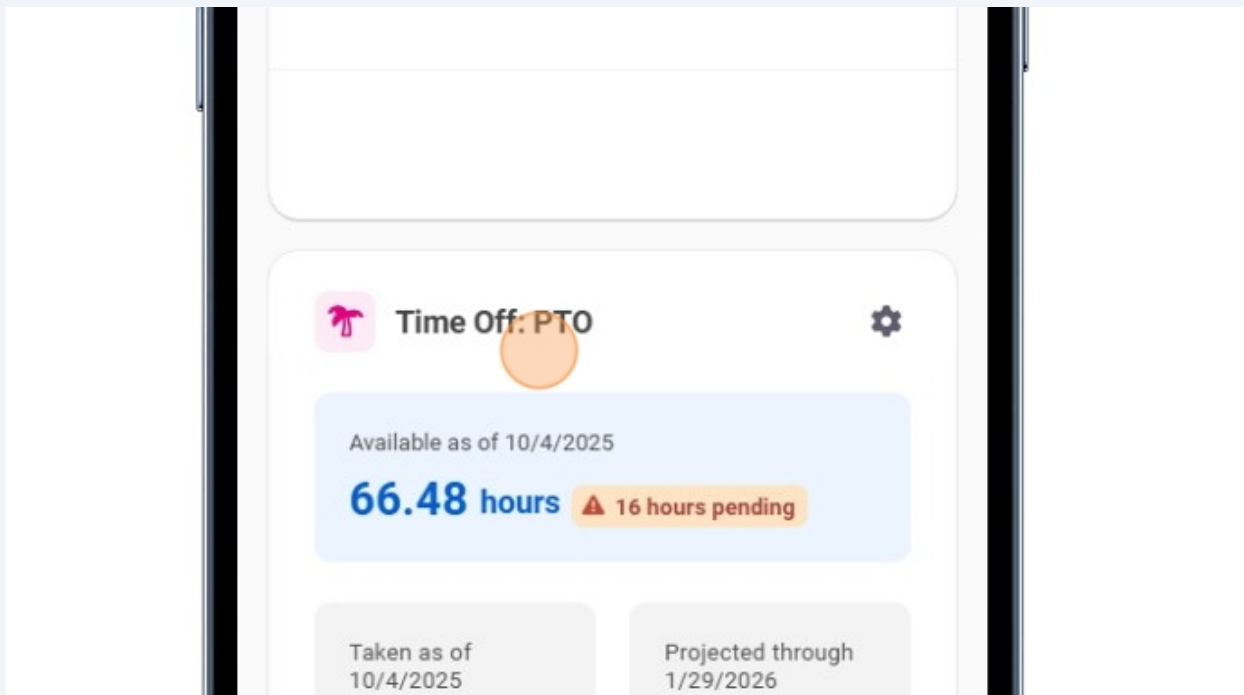 Time Off: PTO
Available as of 10/4/2025
66.48 hours 16 hours pending
Taken as of
10/4/2025
Projected through
1/29/2026